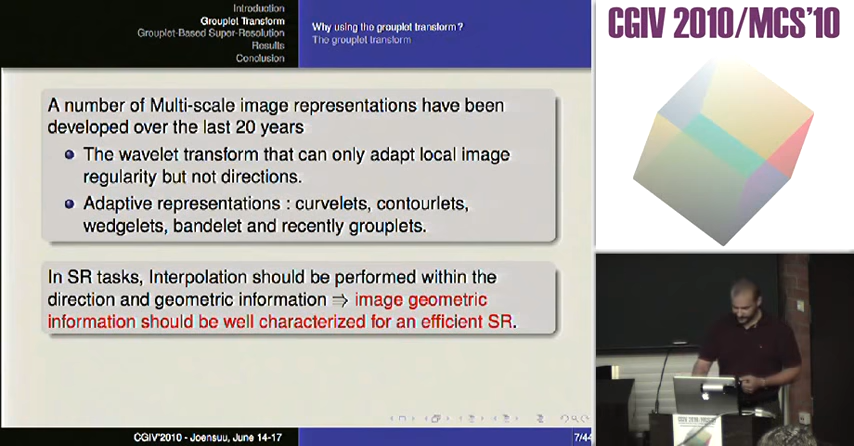 Introduction
Grouplet Transform
Grouplet-Based Super-Resolution
Results
Conclusion
Why using the grouplet transform?
The grouplet transform
CGIV 2010/MCS'10
A number of Multi-scale image representations have been
developed over the last 20 years
The wavelet transform that can only adapt local image
regularity but not directions.
Adaptive representations : curvelets, contourlets,
wedgelets, bandelet and recently grouplets.
In SR tasks, Interpolation should be performed within the
direction and geometric information ⇒ image geometric
information should be well characterized for an efficient SR.
CGIV'2010 - Joensuu, June 14-17
7/44